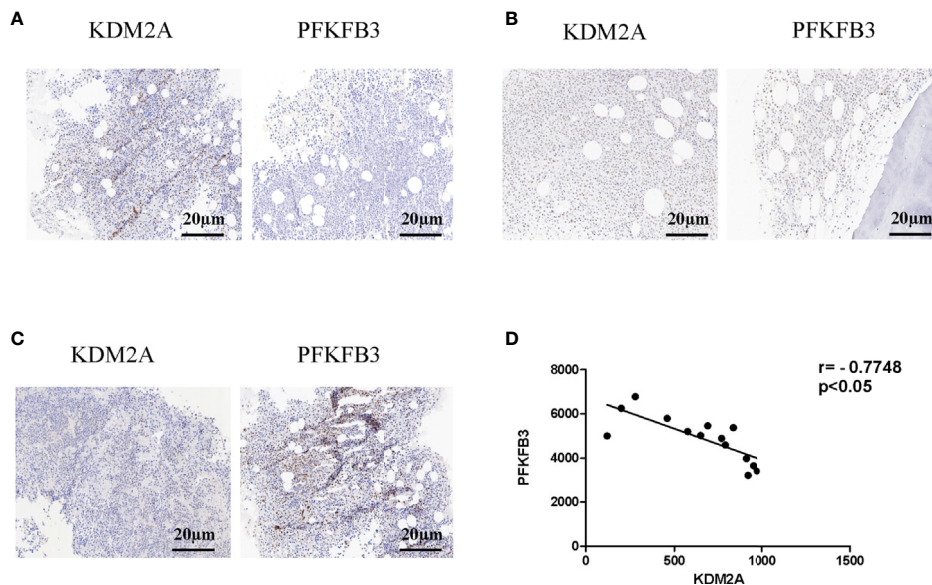 A
KDM2A PFKFB3
20μm 20μm
B
KDM2A PFKFB3
20μm 20μm
C
KDM2A PFKFB3
20μm 20μm
D
r= - 0.7748
p<0.05
PFKFB3
8000
6000
4000
2000
0
0 500 1000 1500
KDM2A